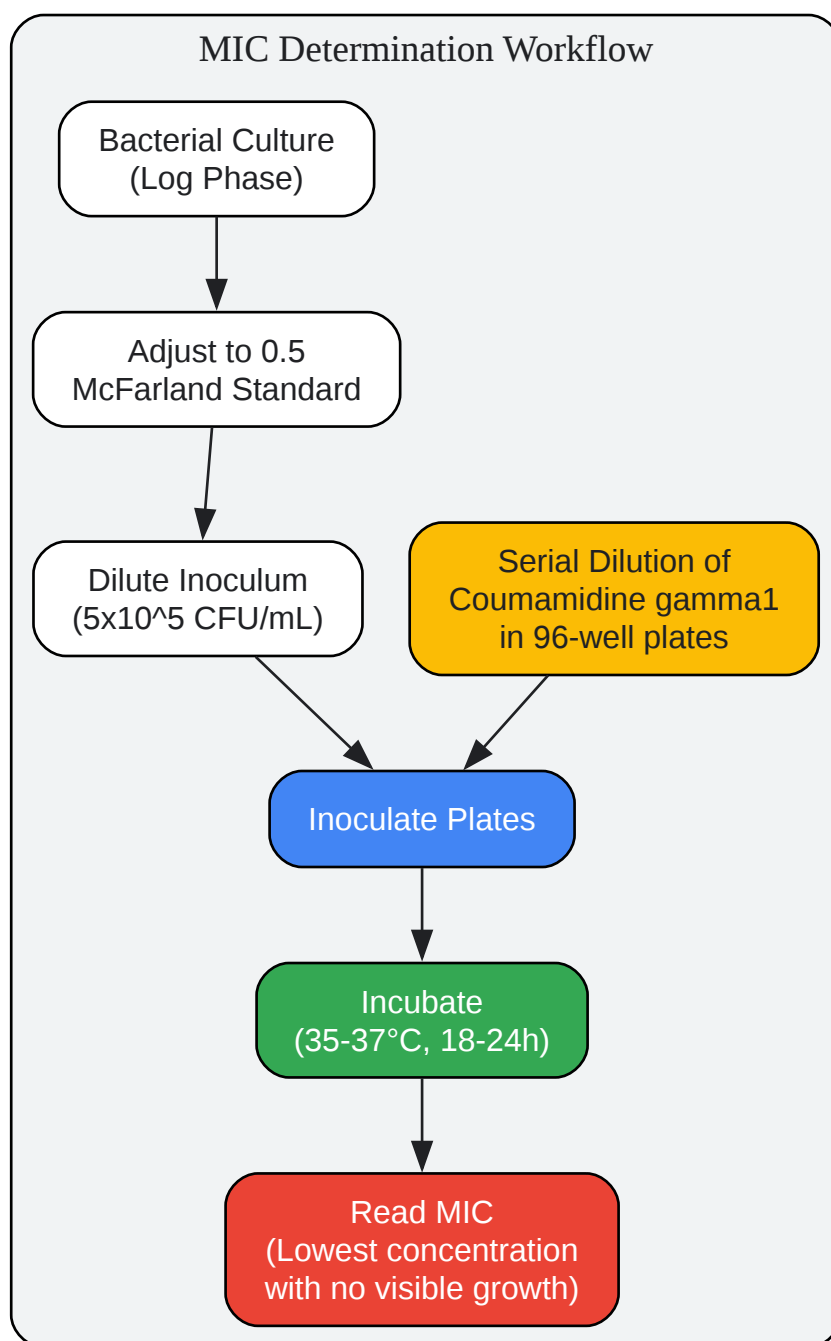 MIC Determination Workflow
Bacterial Culture
(Log Phase)
Adjust to 0.5
McFarland Standard
Dilute Inoculum
(5x10^5 CFU/mL)
Serial Dilution of
Coumamidine gamma1
in 96-well plates
Inoculate Plates
Incubate
(35-37°C, 18-24h)
Read MIC
(Lowest concentration
with no visible growth)